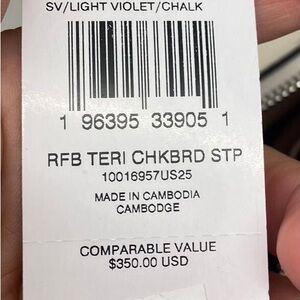 SV/LIGHT VIOLET/CHALK
1 96395 33905 1
RFB TERI CHKBRD STP
10016957US25
MADE IN CAMBODIA
CAMBODGE
COMPARABLE VALUE
$350.00 USD